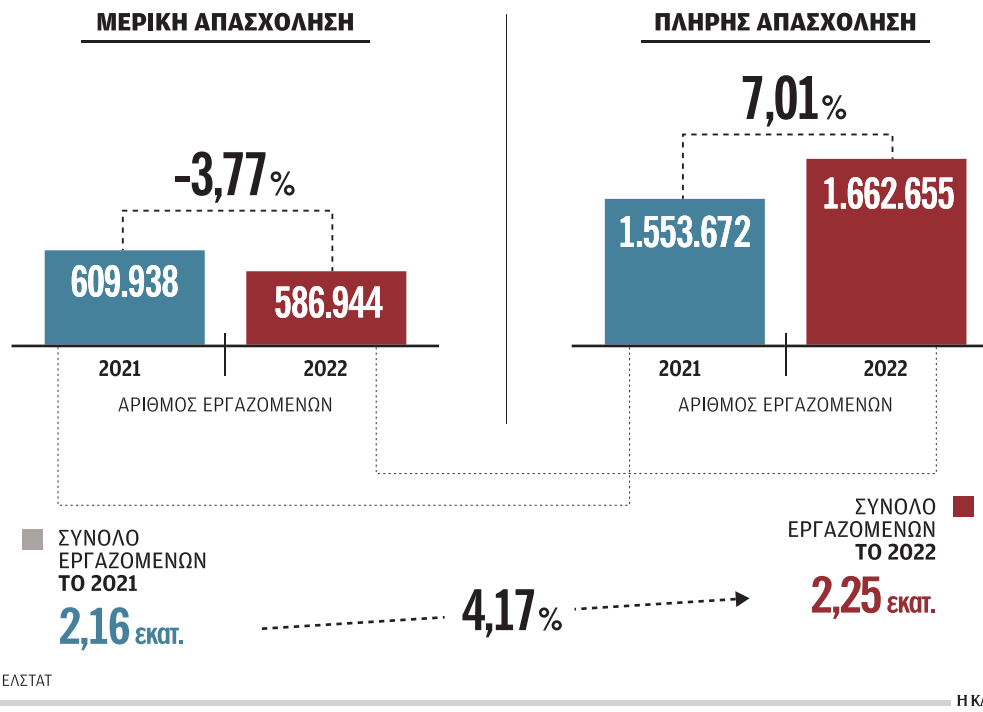 ΜΕΡΙΚΗ ΑΠΑΣΧΟΛΗΣΗ
-3,77%
609.938
586.944
2021
2022
ΑΡΙΘΜΟΣ ΕΡΓΑΖΟΜΕΝΩΝ
ΠΛΗΡΗΣ ΑΠΑΣΧΟΛΗΣΗ
7,01%
1.553.672
1.662.655
2021
2022
ΑΡΙΘΜΟΣ ΕΡΓΑΖΟΜΕΝΩΝ
ΣΥΝΟΛΟ
ΕΡΓΑΖΟΜΕΝΩΝ
ΤΟ 2021
2,16 εκατ.
4,17%
ΣΥΝΟΛΟ
ΕΡΓΑΖΟΜΕΝΩΝ
ΤΟ 2022
2,25 εκατ.
ΕΛΣΤΑΤ
Η